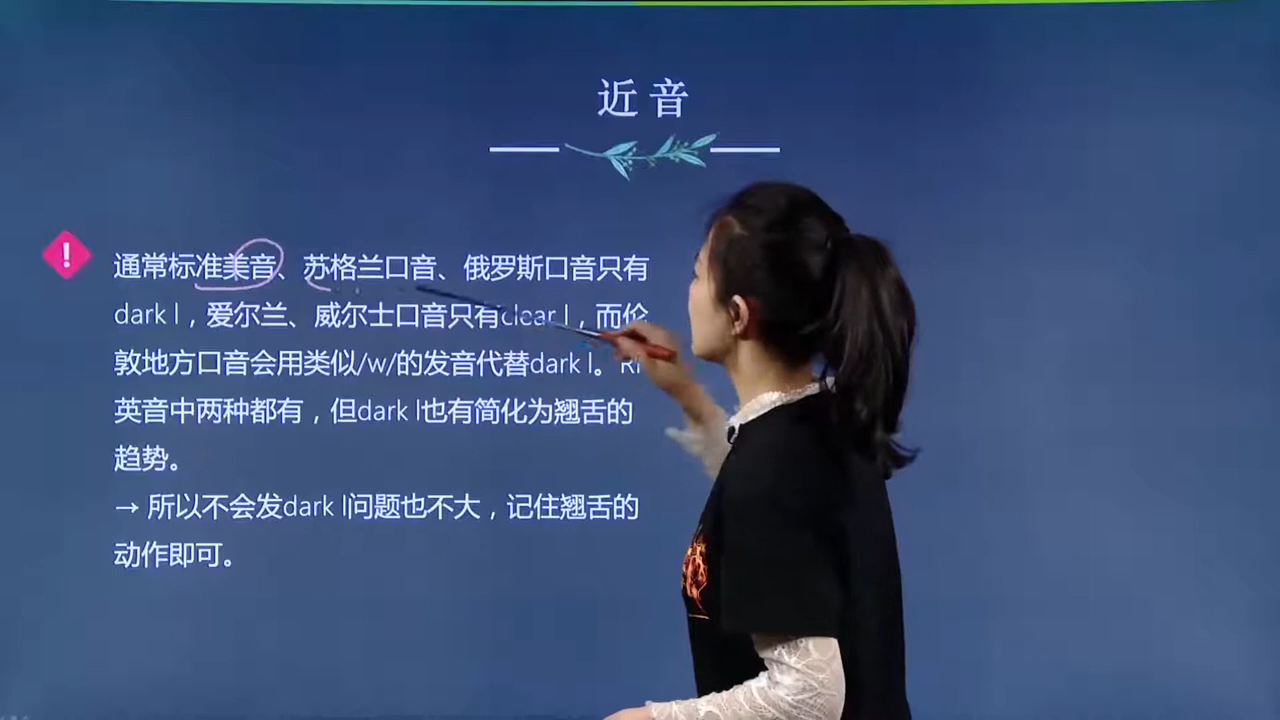 近音
通常标准美音、苏格兰口音、俄罗斯口音只有
dark l，爱尔兰、威尔士口音只有clear l，而伦
敦地方口音会用类似/w/的发音代替dark l。
英音中两种都有，但dark l也有简化为翘舌的
趋势。
→ 所以不会发dark l问题也不大，记住翘舌的
动作即可。